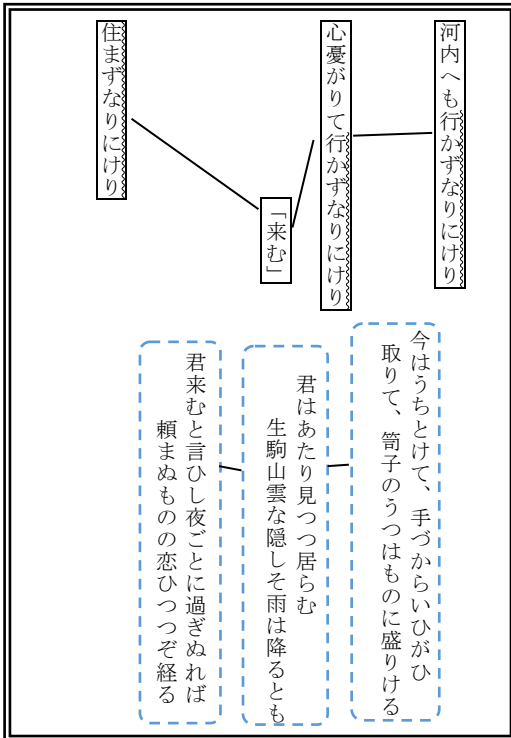 河内へも行かずなりにけり
心憂がりて行かずなりにけり
「来む」
住まずなりにけり
今はうちとけて、手づからいひがひ
取りて、笥子のうつはものに盛りける
君はあたり見つつ居らむ
生駒山雲な隠しそ雨は降るとも
君来むと言ひし夜ごとに過ぎぬれば
頼まぬものの恋ひつつぞ経る